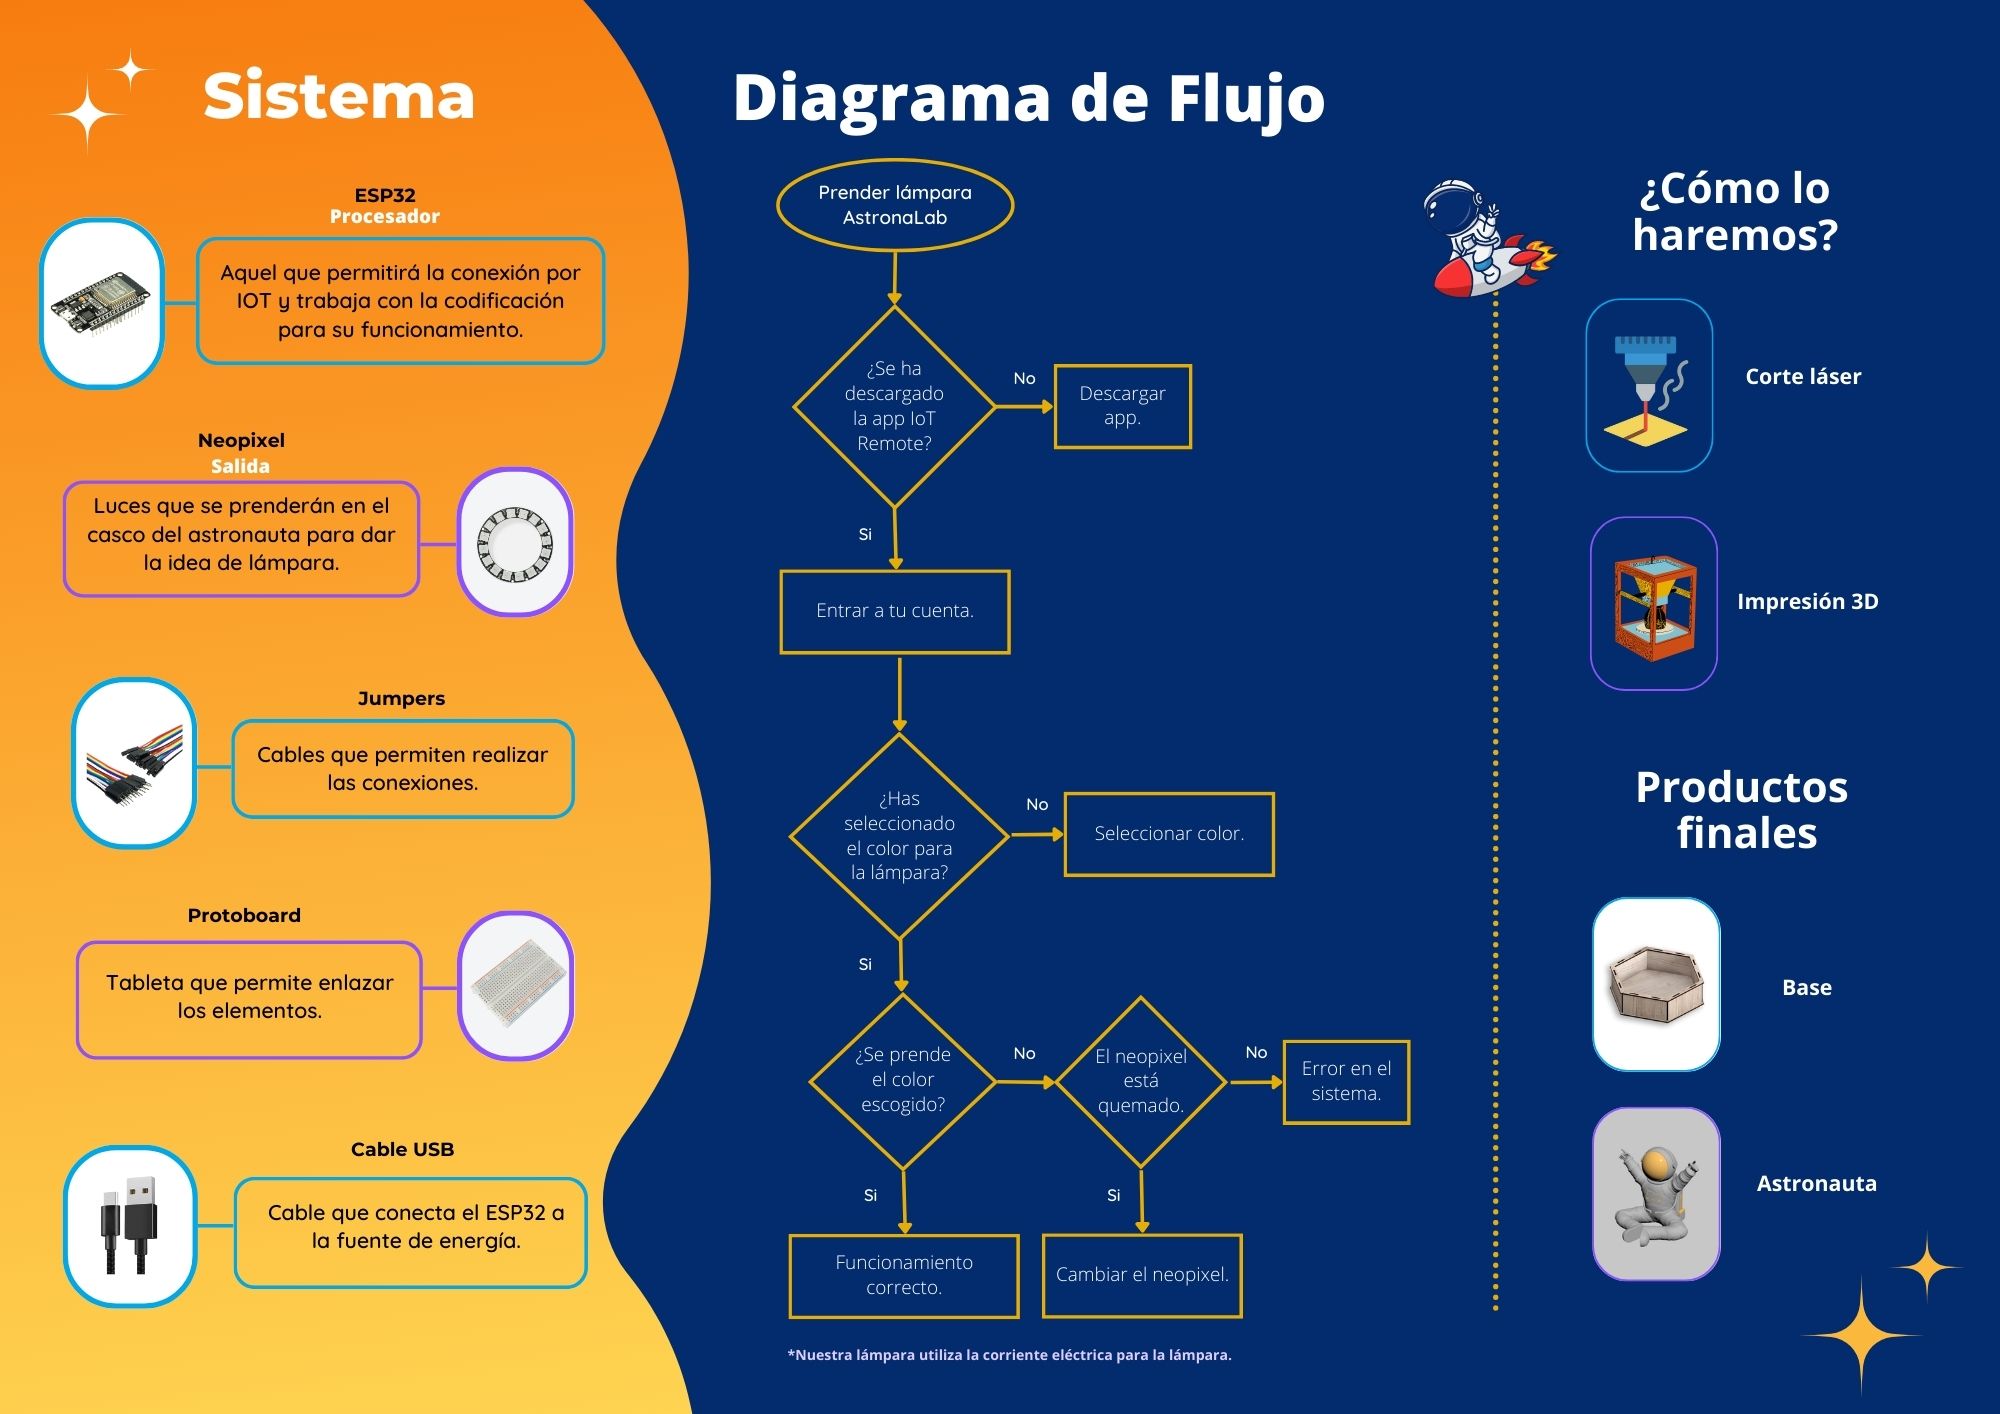 Sistema
ESP32
Procesador
Aquel que permitirá la conexión por
IOT y trabaja con la codificación
para su funcionamiento.
Neopixel
Salida
Luces que se prenderán en el
casco del astronauta para dar
la idea de lámpara.
Jumpers
Cables que permiten realizar
las conexiones.
Protoboard
Tableta que permite enlazar
los elementos.
Cable USB
Cable que conecta el ESP32 a
la fuente de energía.
Diagrama de Flujo
Prender lámpara
AstronaLab
¿Se ha
descargado
la app IoT
Remote?
No
Descargar
app.
Si
Entrar a tu cuenta.
¿Has
seleccionado
el color para
la lámpara?
No
Seleccionar color.
Si
¿Se prende
el color
escogido?
No
El neopixel
está
quemado.
No
Error en el
sistema.
Si
Funcionamiento
correcto.
Si
Cambiar el neopixel.
*Nuestra lámpara utiliza la corriente eléctrica para la lámpara.
¿Cómo lo
haremos?
Corte láser
Impresión 3D
Productos
finales
Base
Astronauta